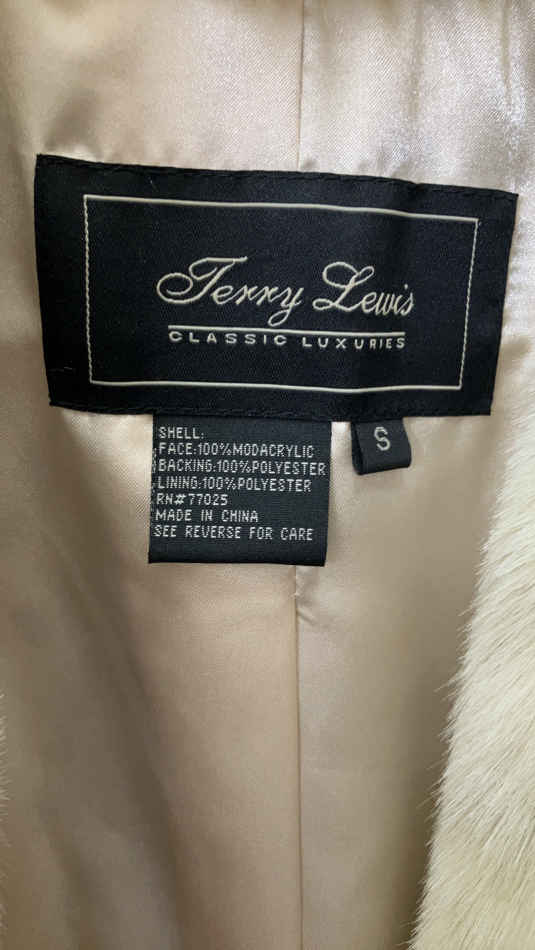 Terry Lewis
CLASSIC LUXURIES
S
SHELL:
FACE:100%MODACRYLIC
BACKING:100%POLYESTER
LINING:100%POLYESTER
RN#77025
MADE IN CHINA
SEE REVERSE FOR CARE